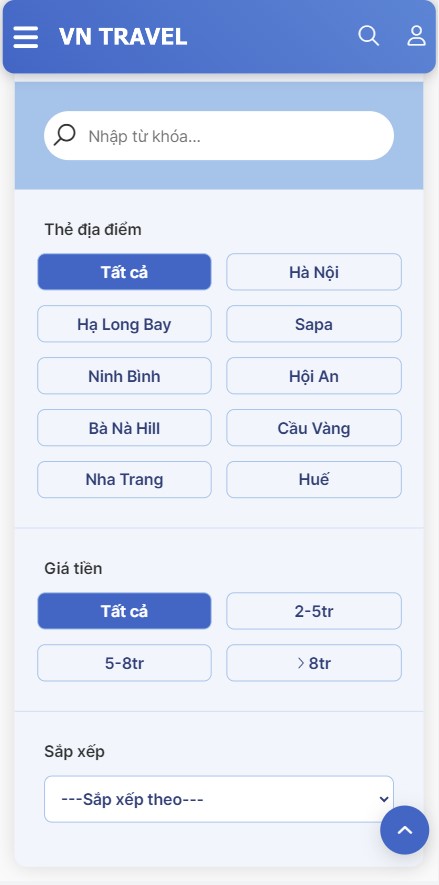 VN TRAVEL
Nhập từ khóa...
Thẻ địa điểm
Tất cả
Hà Nội
Hạ Long Bay
Sapa
Ninh Bình
Hội An
Bà Nà Hill
Cầu Vàng
Nha Trang
Huế
Giá tiền
Tất cả
2-5tr
5-8tr
> 8tr
Sắp xếp
---Sắp xếp theo---